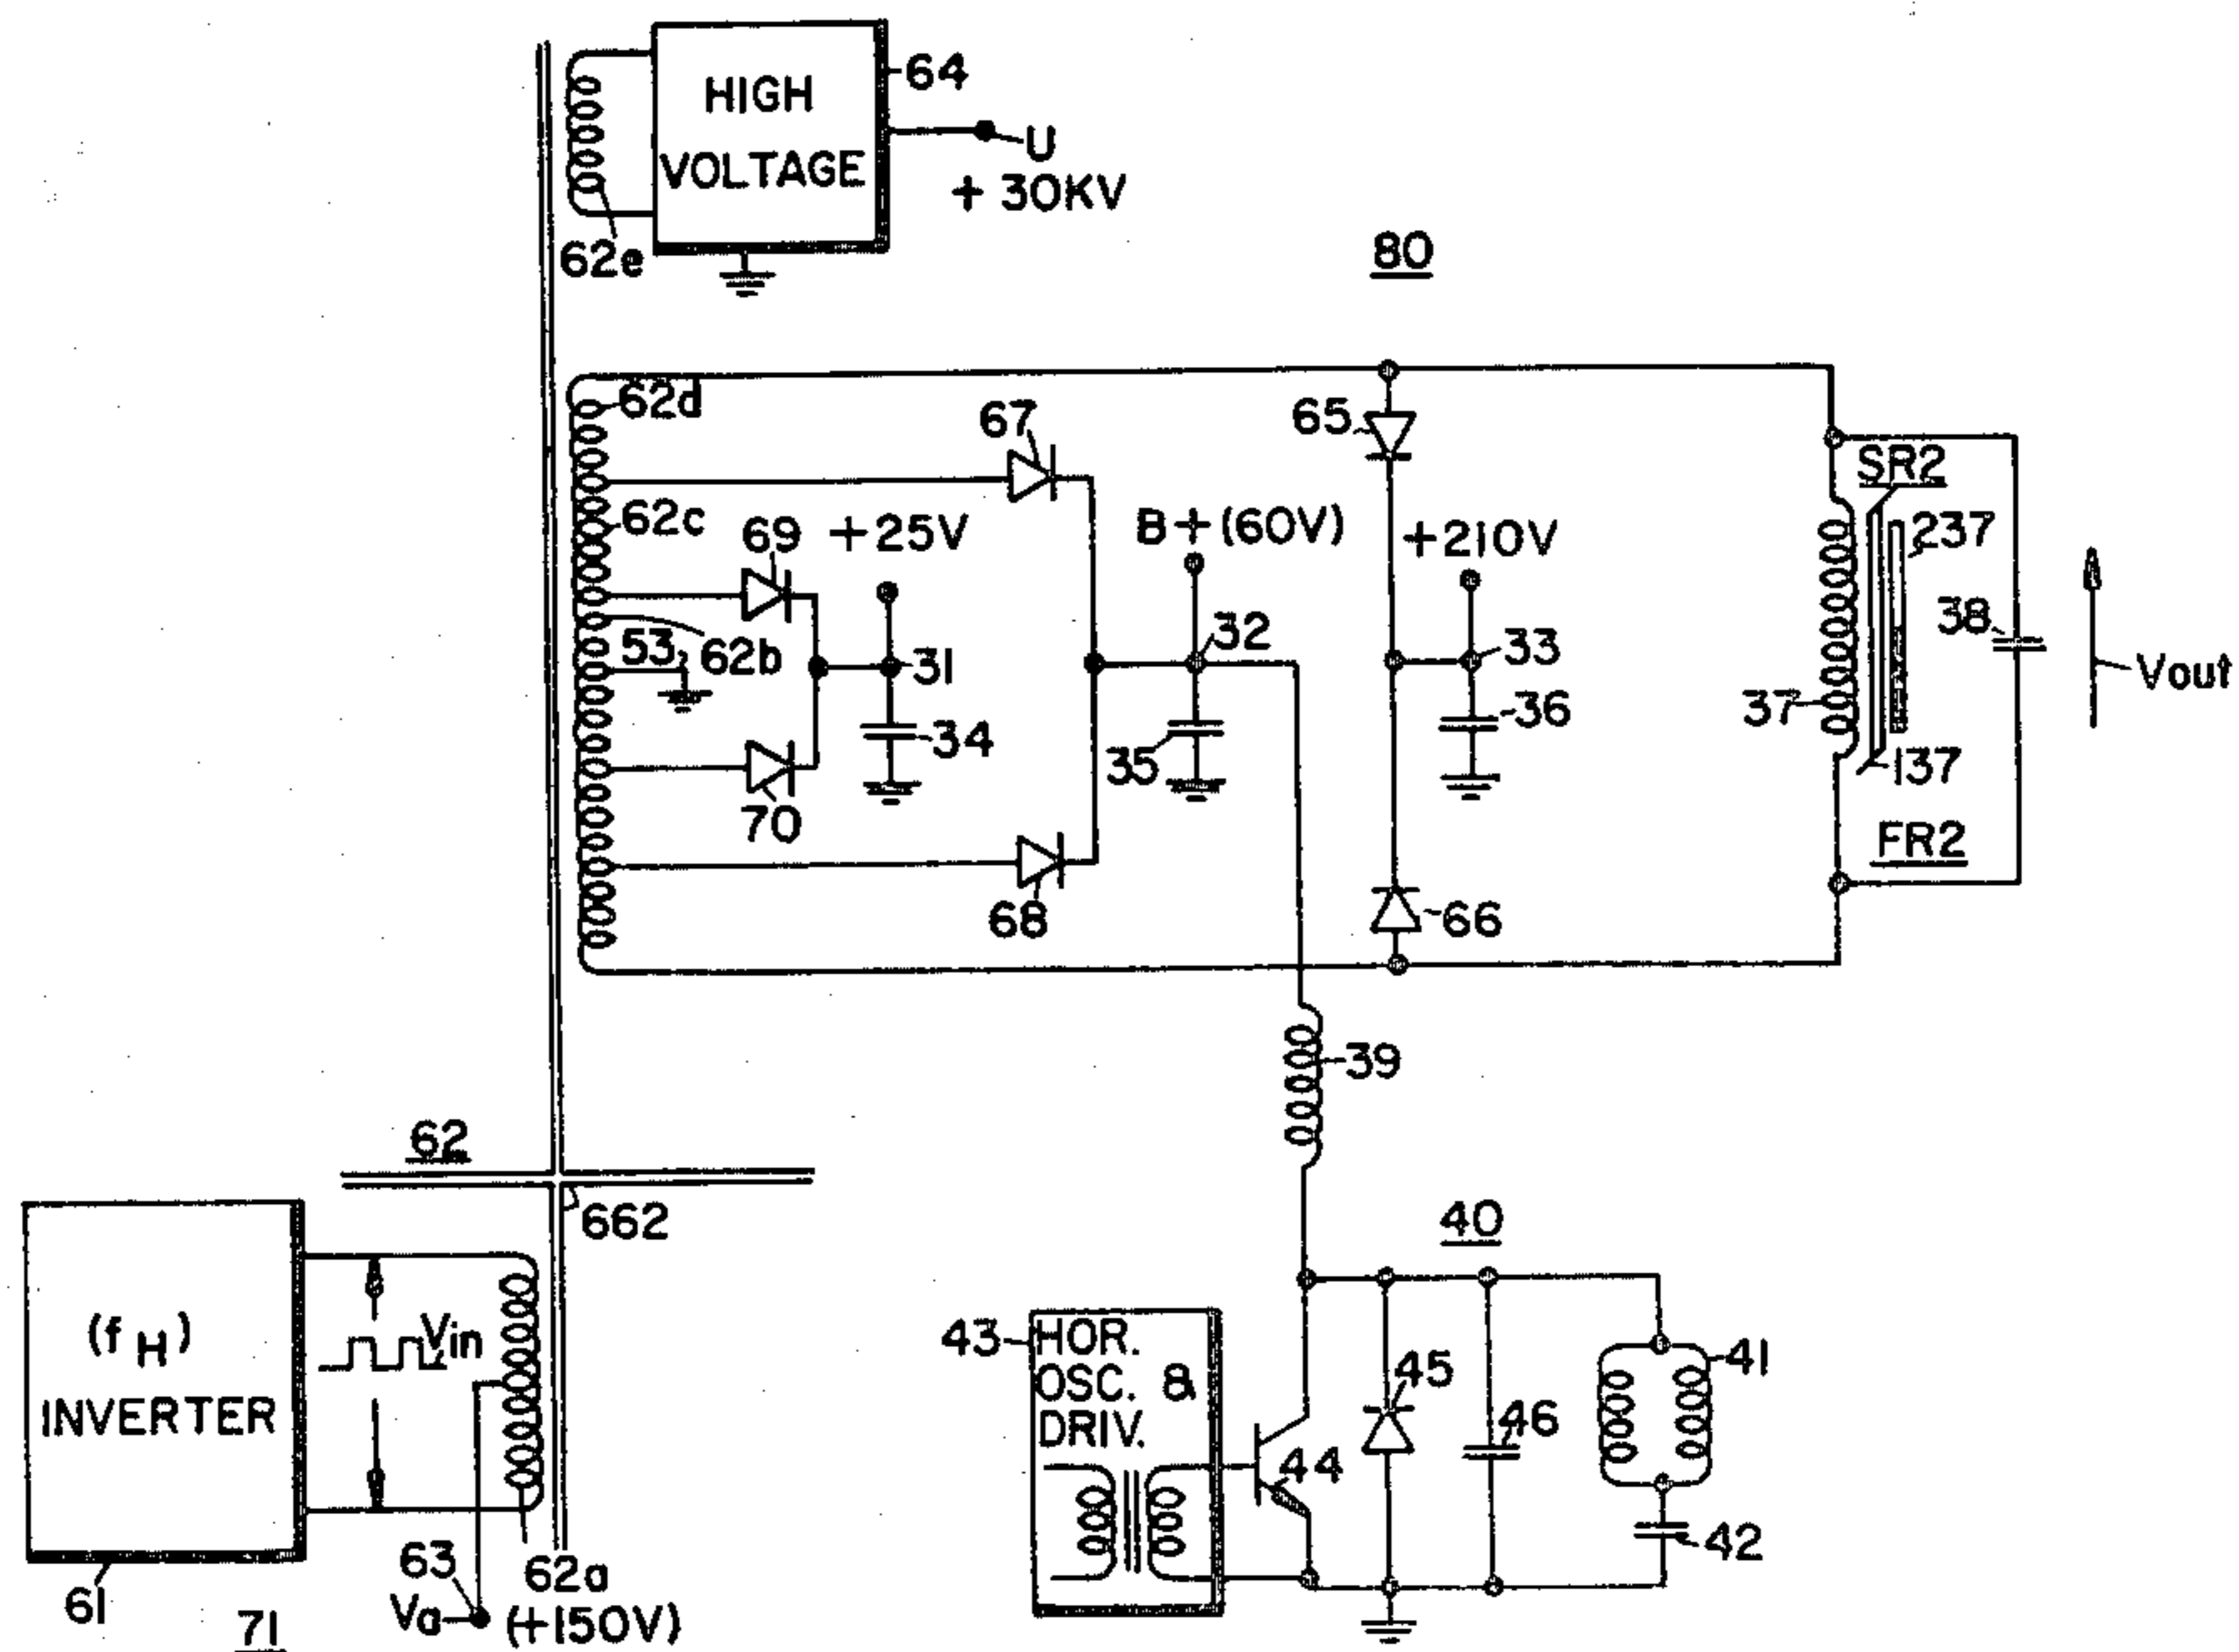 64
HIGH
VOLTAGE
U
+ 30KV
62e
80
62d
67
65
SR2
62c
69
+25V
B+(60V)
+210V
237
38
53
62b
31
32
33
Vout
34
35
36
37
137
70
FR2
68
66
39
62
662
40
(fH)
INVERTER
Vin
43
HOR.
OSC. &
DRIV.
45
46
41
44
42
63
62a
Va
(+150V)
61
71